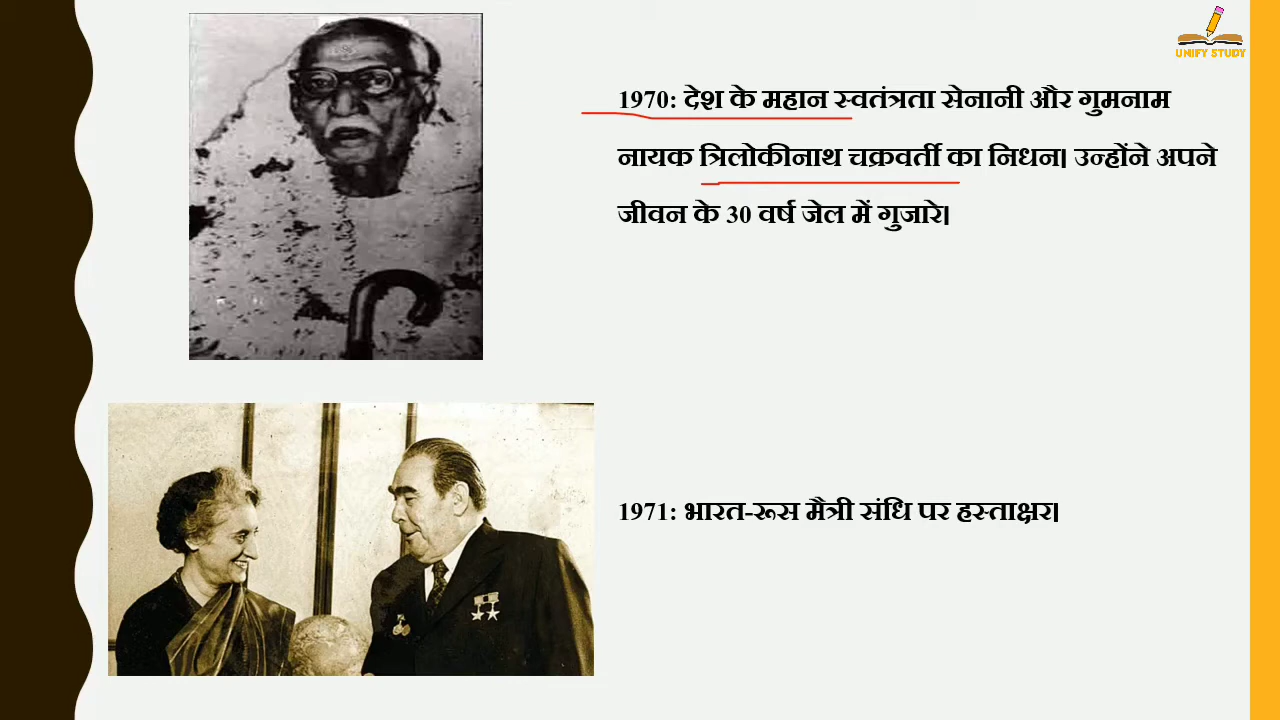 UNIFY STUDY
1970: देश के महान स्वतंत्रता सेनानी और गुमनाम
नायक त्रिलोकीनाथ चक्रवर्ती का निधन। उन्होंने अपने
जीवन के 30 वर्ष जेल में गुजारे।
1971: भारत-रूस मैत्री संधि पर हस्ताक्षर।